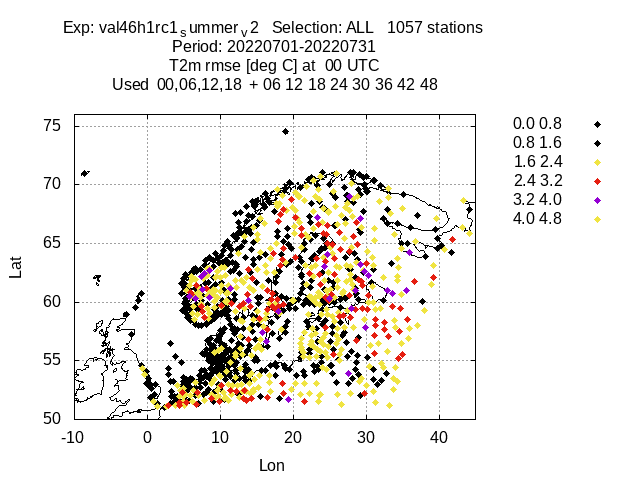 Exp: val46h1rc1summerv2 Selection: ALL 1057 stations
Period: 20220701-20220731
T2m rmse [deg C] at 00 UTC
Used 00,06,12,18 + 06 12 18 24 30 36 42 48
0.0 0.8
0.8 1.6
1.6 2.4
2.4 3.2
3.2 4.0
4.0 4.8
Lat
75
70
65
60
55
50
-10 0 10 20 30 40
Lon